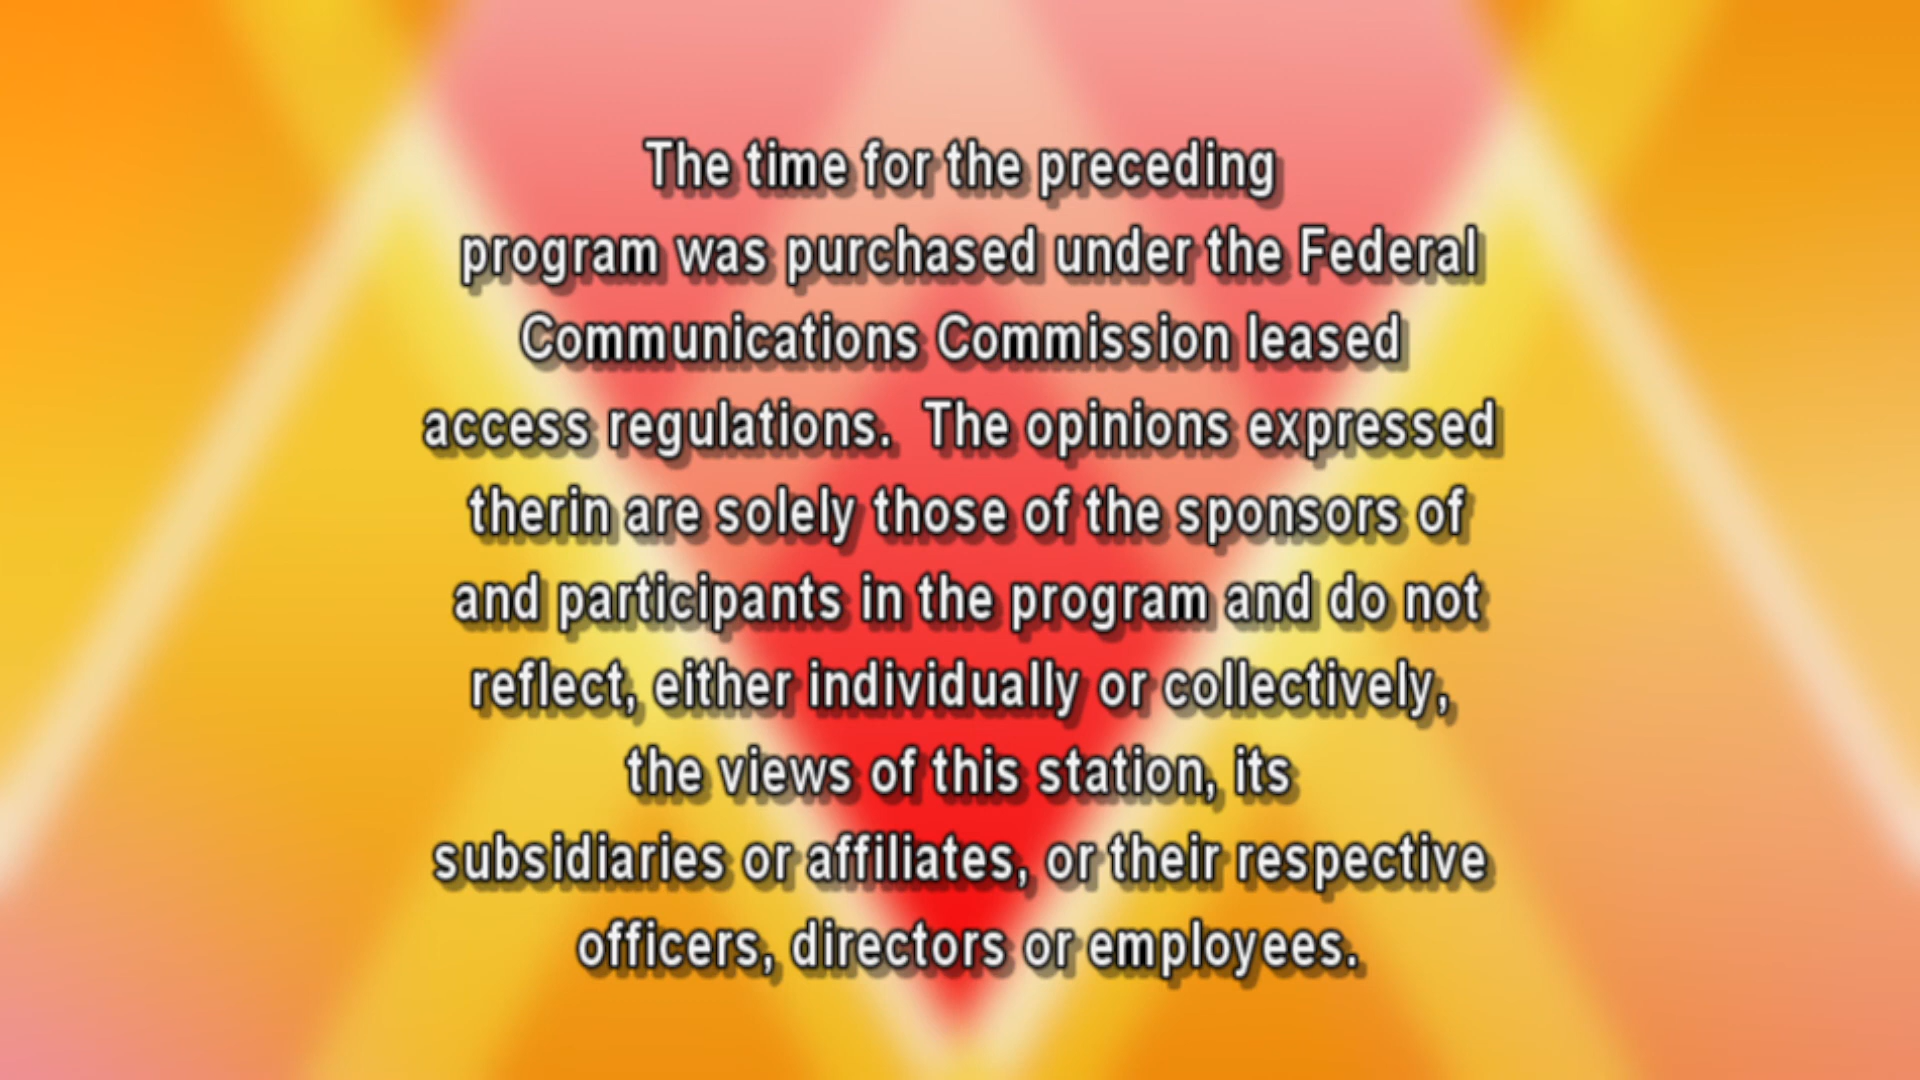 The time for the preceding
program was purchased under the Federal
Communications Commission leased
access regulations.  The opinions expressed
therin are solely those of the sponsors of
and participants in the program and do not
reflect, either individually or collectively,
the views of this station, its
subsidiaries or affiliates, or their respective
officers, directors or employees.